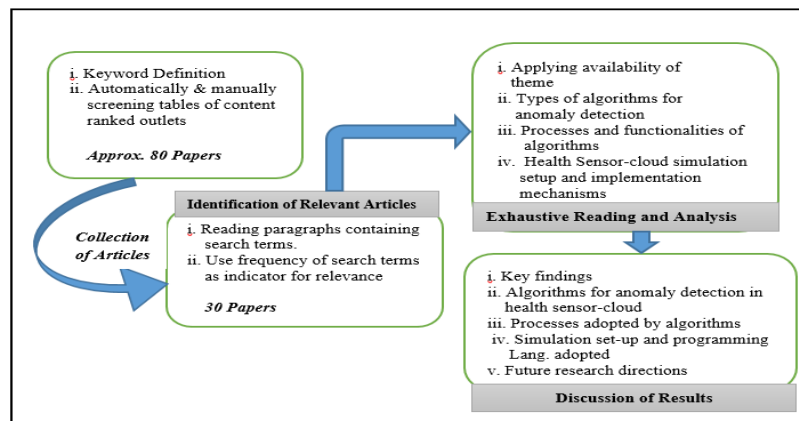 i. Keyword Definition
ii. Automatically & manually
screening tables of content
ranked outlets
Approx. 80 Papers
Collection
of Articles
Identification of Relevant Articles
i. Reading paragraphs containing
search terms.
ii. Use frequency of search terms
as indicator for relevance
30 Papers
i. Applying availability of
theme
ii. Types of algorithms for
anomaly detection
iii. Processes and functionalities of
algorithms
iv. Health Sensor-cloud simulation
setup and implementation
mechanisms
Exhaustive Reading and Analysis
i. Key findings
ii. Algorithms for anomaly detection in
health sensor-cloud
iii. Processes adopted by algorithms
iv. Simulation set-up and programming
Lang. adopted
v. Future research directions
Discussion of Results